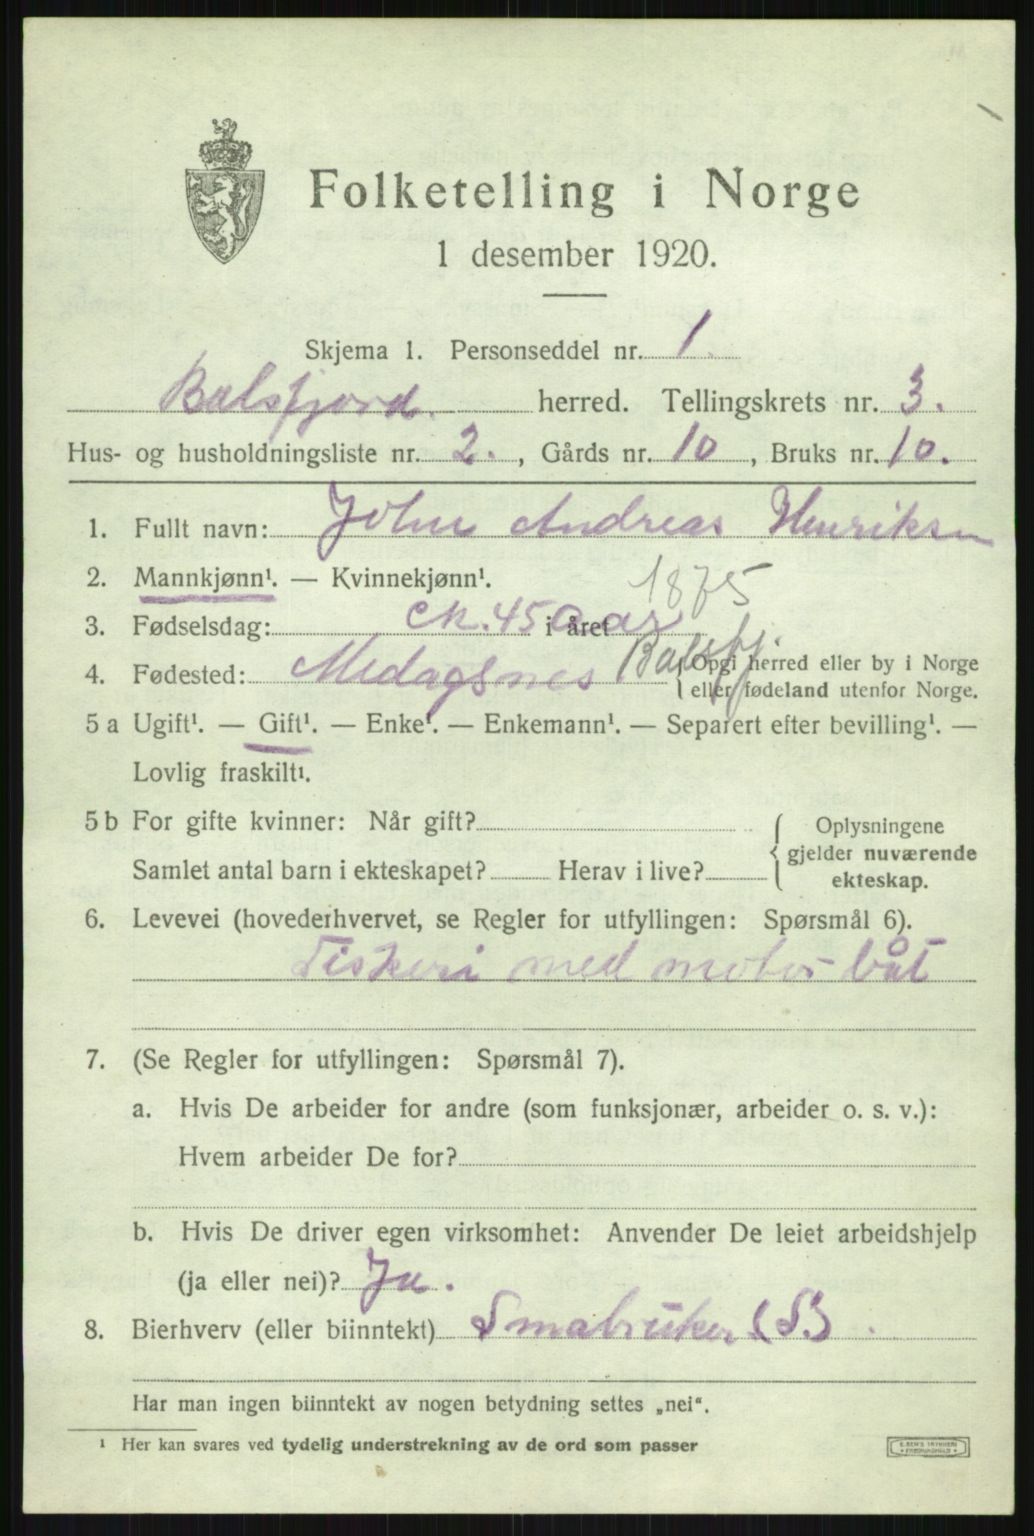 Folketelling i Norge
1 desember 1920.
Skjema 1. Personseddel nr. 1.
Balsfjord. herred. Tellingskrets nr. 3.
Hus- og husholdningsliste nr. 2. , Gårds nr. 10 , Bruks nr. 10.
1. Fullt navn: John Andreas Henriksen
2. Mannkjønn¹. — Kvinnekjønn¹. 1875
3. Fødselsdag: ck. 45 aar i året
4. Fødested: Medagsnes Balsfj. Opgi herred eller by i Norge
eller fødeland utenfor Norge.
5 a Ugift¹. — Gift¹. — Enke¹. — Enkemann¹. — Separert efter bevilling¹. —
Lovlig fraskilt¹.
5 b For gifte kvinner: Når gift? Oplysningene
gjelder nuværende
Samlet antal barn i ekteskapet? Herav i live?
ekteskap.
6. Levevei (hovederhvervet, se Regler for utfyllingen: Spørsmål 6).
Fiskeri med motor båt
7. (Se Regler for utfyllingen: Spørsmål 7).
a. Hvis De arbeider for andre (som funksjonær, arbeider o. s. v.):
Hvem arbeider De for?
b. Hvis De driver egen virksomhet: Anvender De leiet arbeidshjelp
(ja eller nei)? Ja.
8. Bierhverv (eller biinntekt) Småbruker (S)
Har man ingen biinntekt av nogen betydning settes „nei".
¹ Her kan svares ved tydelig understrekning av de ord som passer